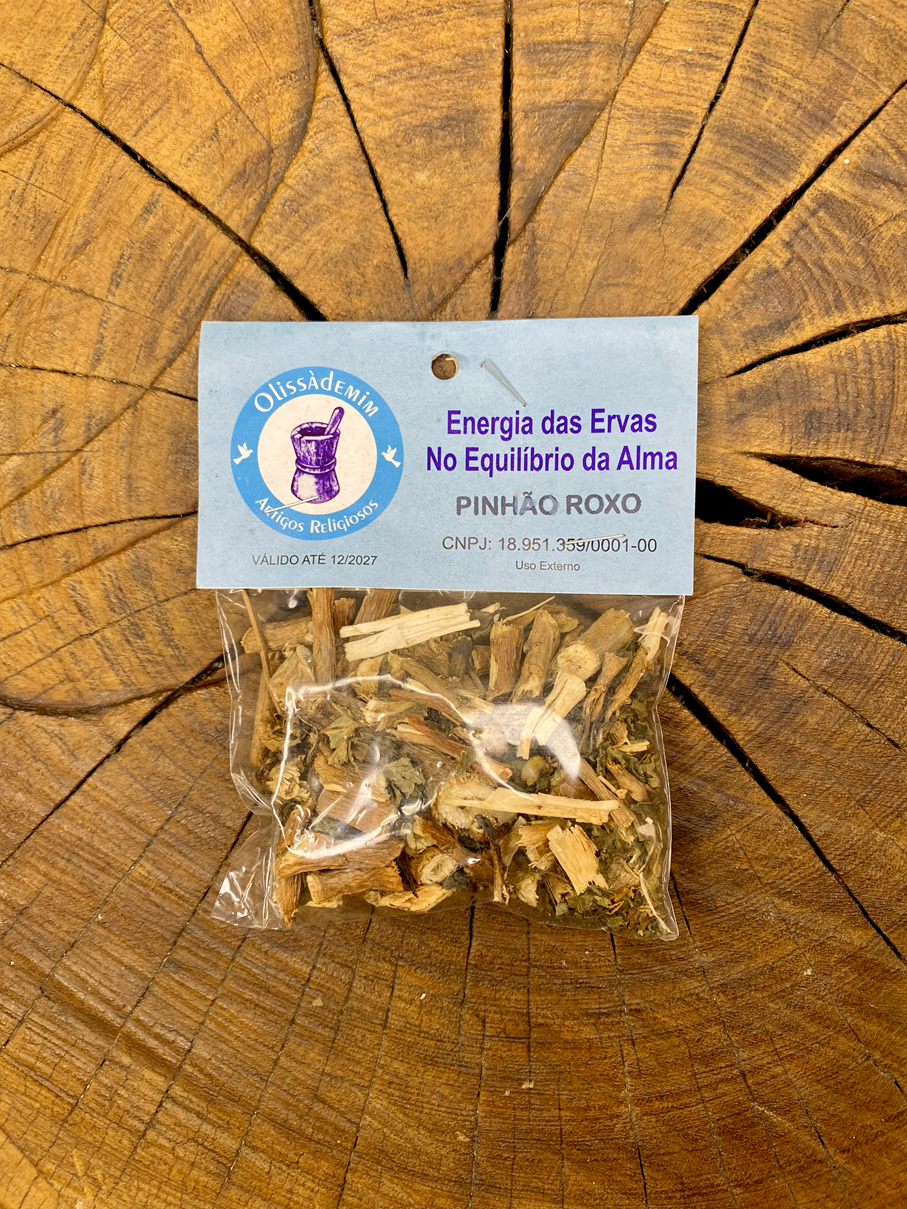 Olissàdemim
Artigos Religiosos
VÁLIDO ATÉ 12/2027
Energia das Ervas
No Equilíbrio da Alma
PINHÃO ROXO
CNPJ: 18.951.359/0001-00
Uso Externo